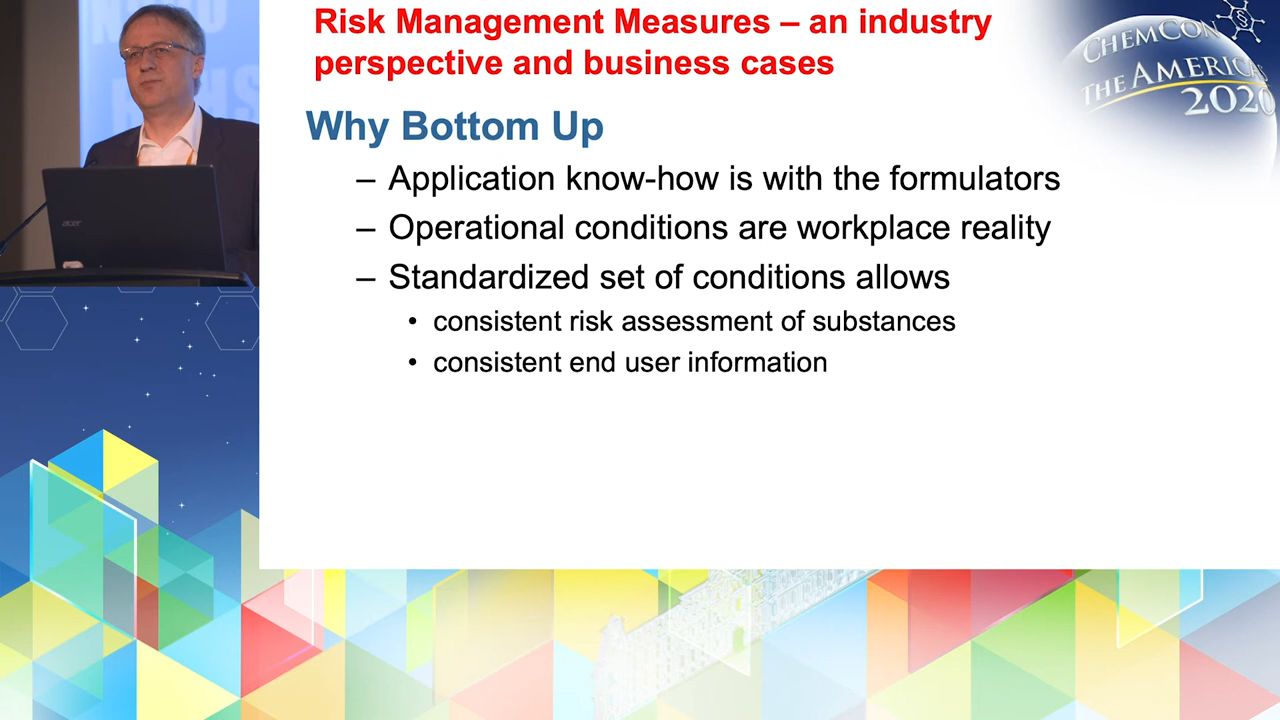 Risk Management Measures – an industry
perspective and business cases
CHEMCON
THE AMERICAS
2020
Why Bottom Up
– Application know-how is with the formulators
– Operational conditions are workplace reality
– Standardized set of conditions allows
• consistent risk assessment of substances
• consistent end user information
acer